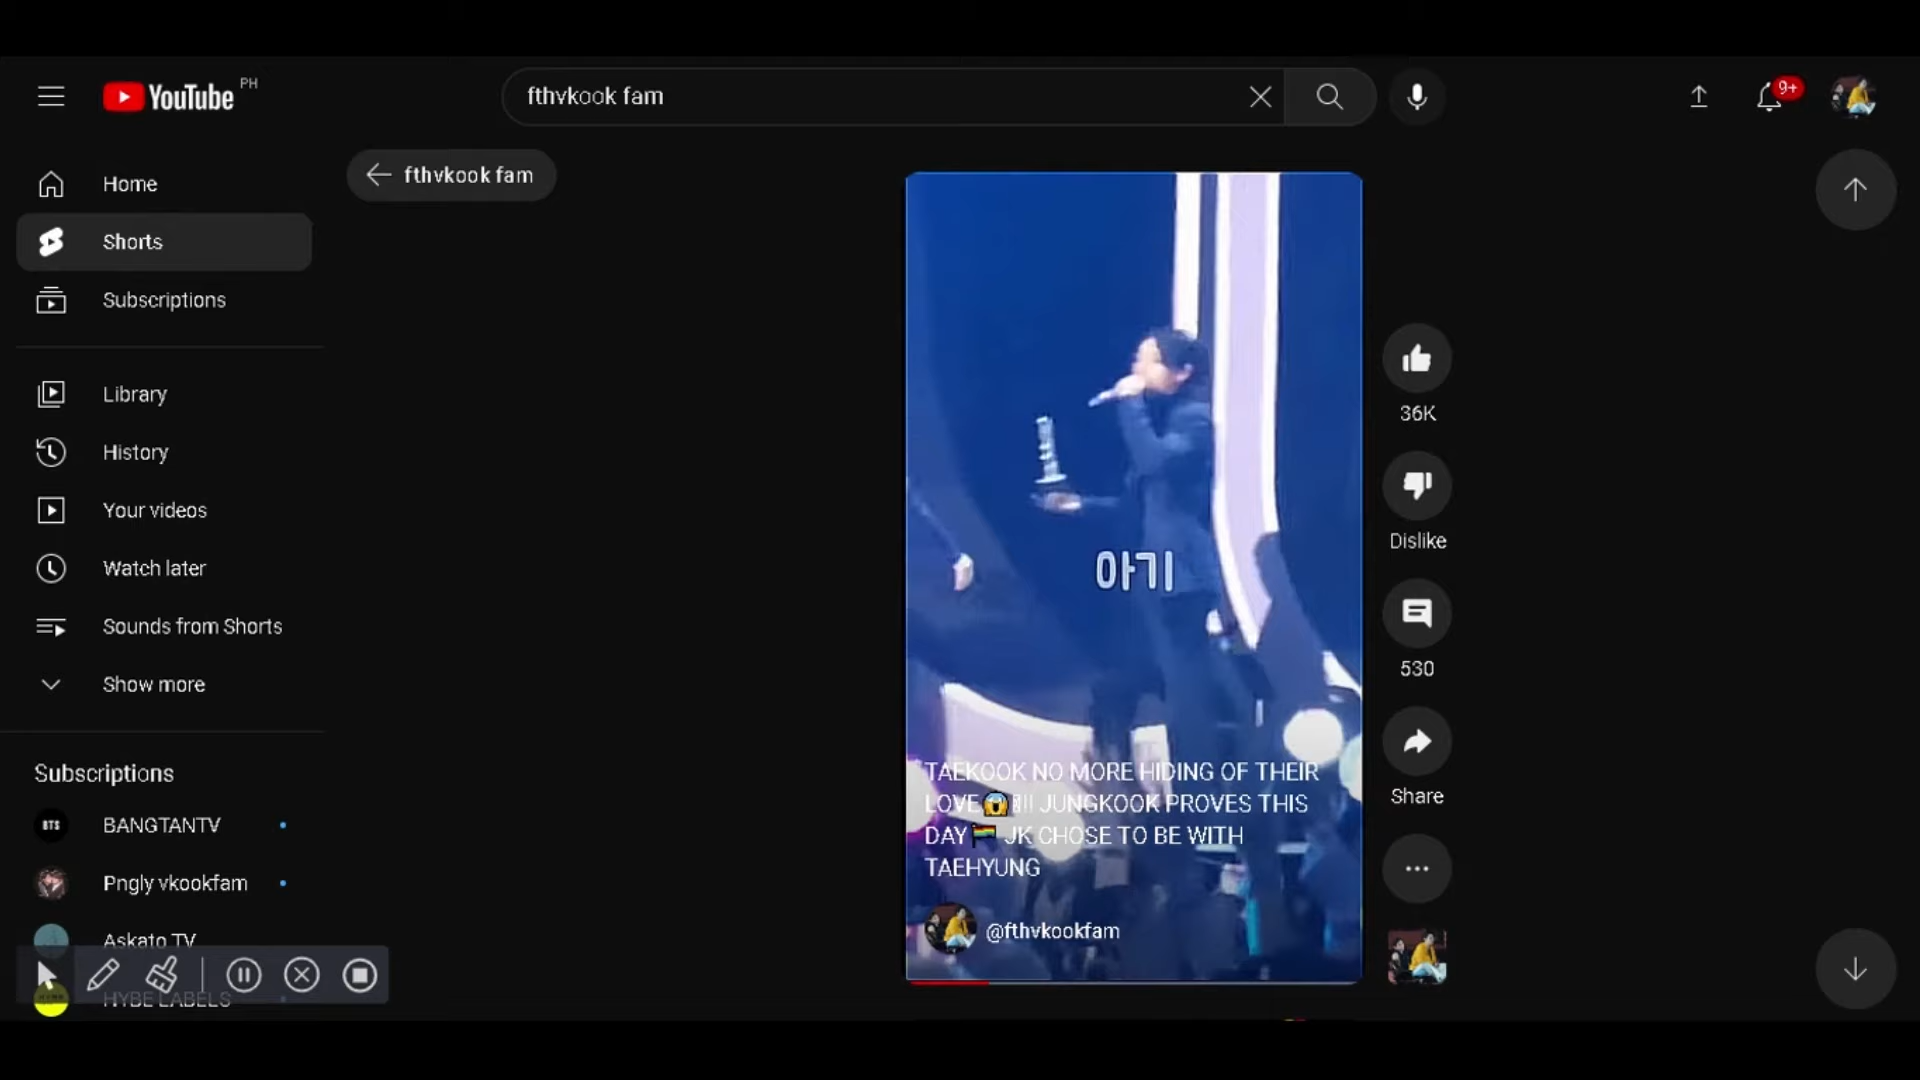 YouTube PH
fthvkook fam
9+
Home
Shorts
Subscriptions
Library
History
Your videos
Watch later
Sounds from Shorts
Show more
Subscriptions
BTS
BANGTANTV
Pngly vkookfam
Askato TV
HYBE LABELS
fthvkook fam
아기
TAEKOOK NO MORE HIDING OF THEIR
LOVE😱!! JUNGKOOK PROVES THIS
DAY🏴 JK CHOSE TO BE WITH
TAEHYUNG
@fthvkookfam
36K
Dislike
530
Share